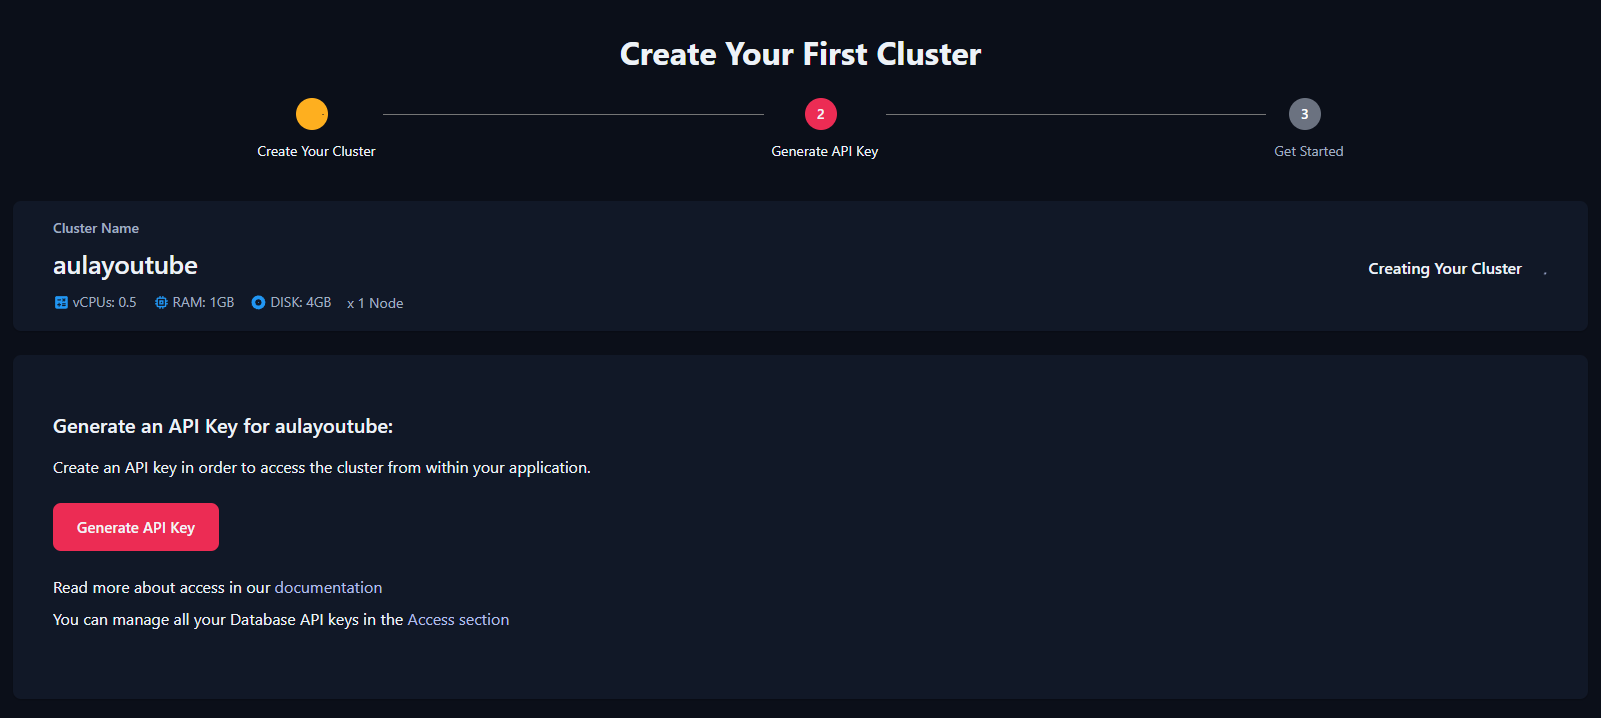 Create Your First Cluster
2
3
Create Your Cluster
Generate API Key
Get Started
Cluster Name
aulayoutube
Creating Your Cluster
vCPUs: 0.5 RAM: 1GB DISK: 4GB x 1 Node
Generate an API Key for aulayoutube:
Create an API key in order to access the cluster from within your application.
Generate API Key
Read more about access in our documentation
You can manage all your Database API keys in the Access section